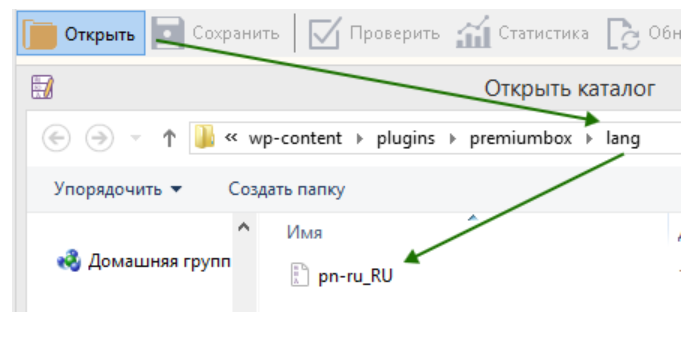 Открыть Сохранить Проверить Статистика Обн
Открыть каталог
« wp-content plugins premiumbox lang
Упорядочить Создать папку
Имя
Домашняя групп
pn-ru_RU